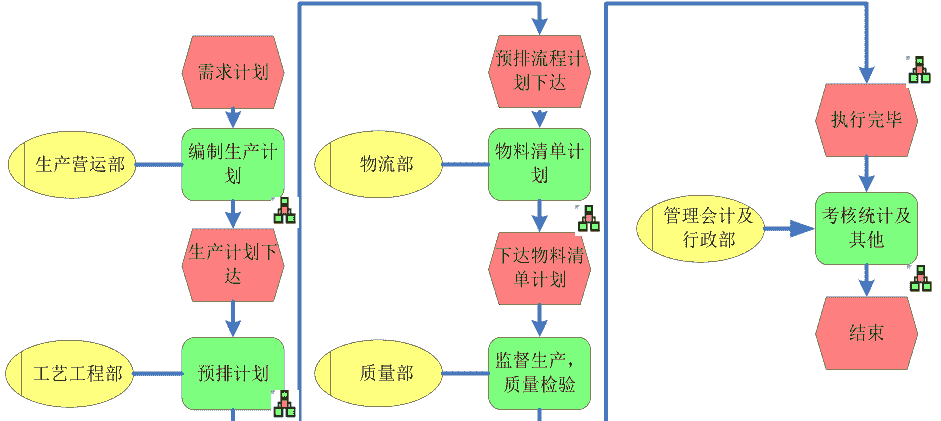 需求计划
生产营运部
编制生产计
划
生产计划下
达
工艺工程部
预排计划
预排流程计
划下达
物流部
物料清单计
划
下达物料清
单计划
质量部
监督生产，
质量检验
执行完毕
管理会计及
行政部
考核统计及
其他
结束